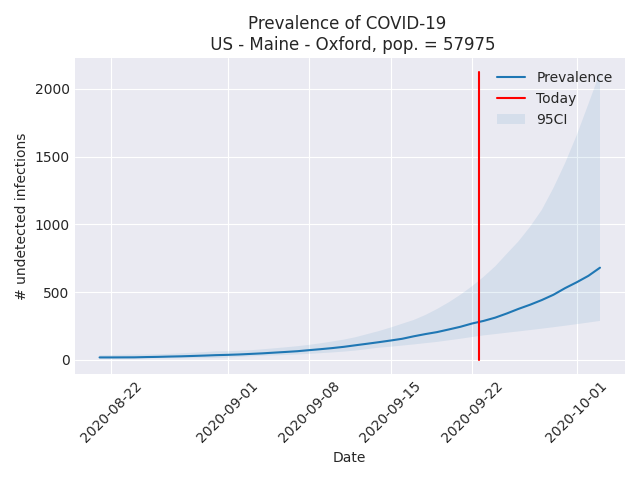 Prevalence of COVID-19
US - Maine - Oxford, pop. = 57975
Prevalence
Today
95CI
# undetected infections
2000
1500
1000
500
0
2020-08-22
2020-09-01
2020-09-08
2020-09-15
2020-09-22
2020-10-01
Date